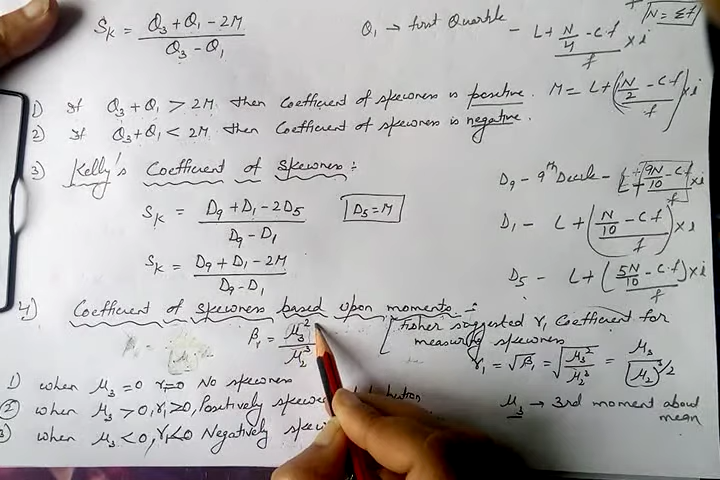 Sk = Q3 + Q1 - 2M / Q3 - Q1
Q1 → first Quartile - L + (N/4 - C.f)/f × i
N = Σf
1) If Q3 + Q1 > 2M then Coefficient of skewness is positive.
M = L + (N/2 - C.f / f) × i
2) If Q3 + Q1 < 2M then Coefficient of skewness is negative.
3) Kelly's Coefficient of Skewness :-
D9 - 9th Decile - L + (9N/10 - C.f)/f × i
Sk = D9 + D1 - 2D5 / D9 - D1
D5 = M
D1 - L + (N/10 - C.f / f) × i
Sk = D9 + D1 - 2M / D9 - D1
D5 - L + (5N/10 - C.f / f) × i
4) Coefficient of skewness based upon moments :-
β1 = μ3² / μ2³
fisher suggested γ1 Coefficient for
measuring skewness
γ1 = √β1 = √(μ3² / μ2³) = μ3 / (μ2)^3/2
1) when μ3 = 0 γ1=0 No skewness
2) when μ3 > 0, γ1>0, Positively skewed
μ3 → 3rd moment about
mean
3) when μ3 < 0, γ1<0 Negatively